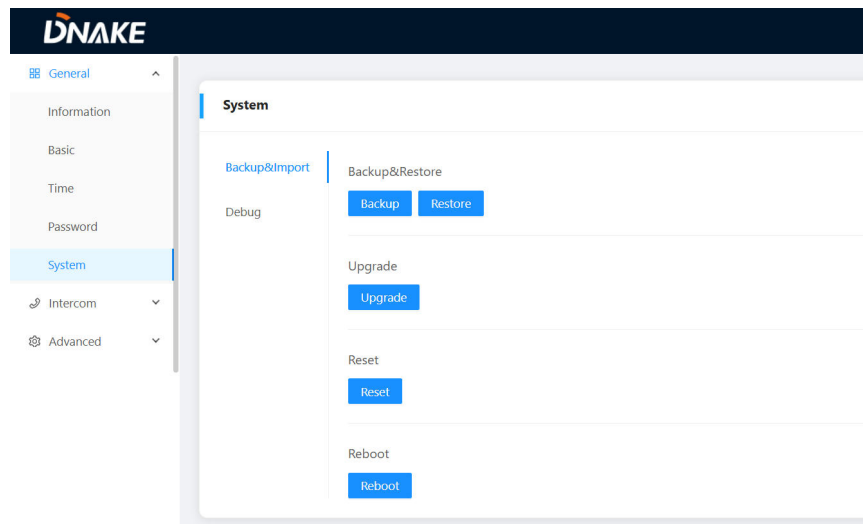 DNAKE
General
Information
Basic
Time
Password
System
Intercom
Advanced
System
Backup&Import
Debug
Backup&Restore
Backup Restore
Upgrade
Upgrade
Reset
Reset
Reboot
Reboot